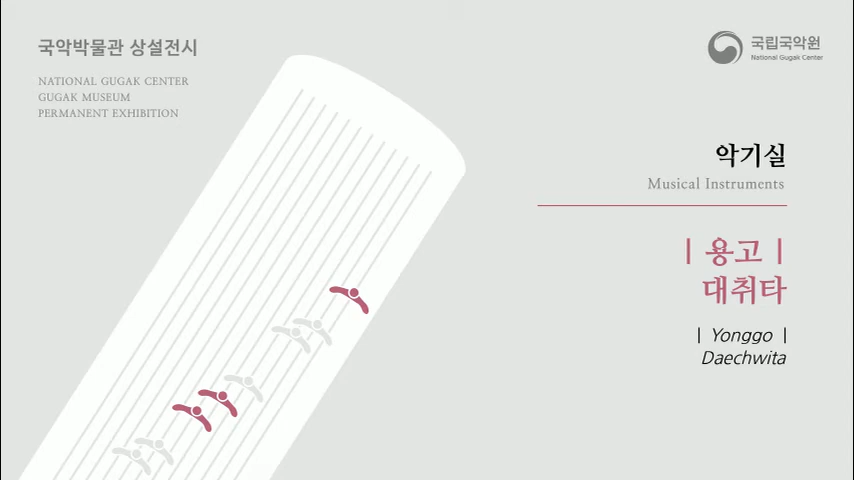 국악박물관 상설전시
NATIONAL GUGAK CENTER
GUGAK MUSEUM
PERMANENT EXHIBITION
국립국악원
National Gugak Center
악기실
Musical Instruments
| 용고 |
대취타
| Yonggo |
Daechwita